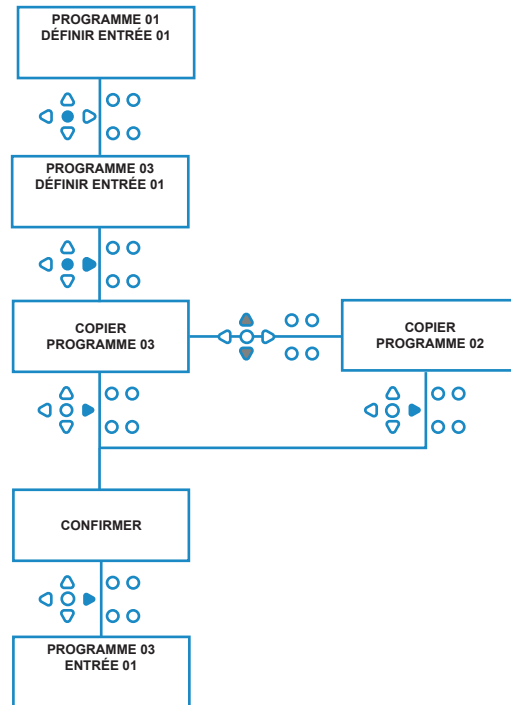 PROGRAMME 01
DÉFINIR ENTRÉE 01
PROGRAMME 03
DÉFINIR ENTRÉE 01
COPIER
PROGRAMME 03
COPIER
PROGRAMME 02
CONFIRMER
PROGRAMME 03
ENTRÉE 01